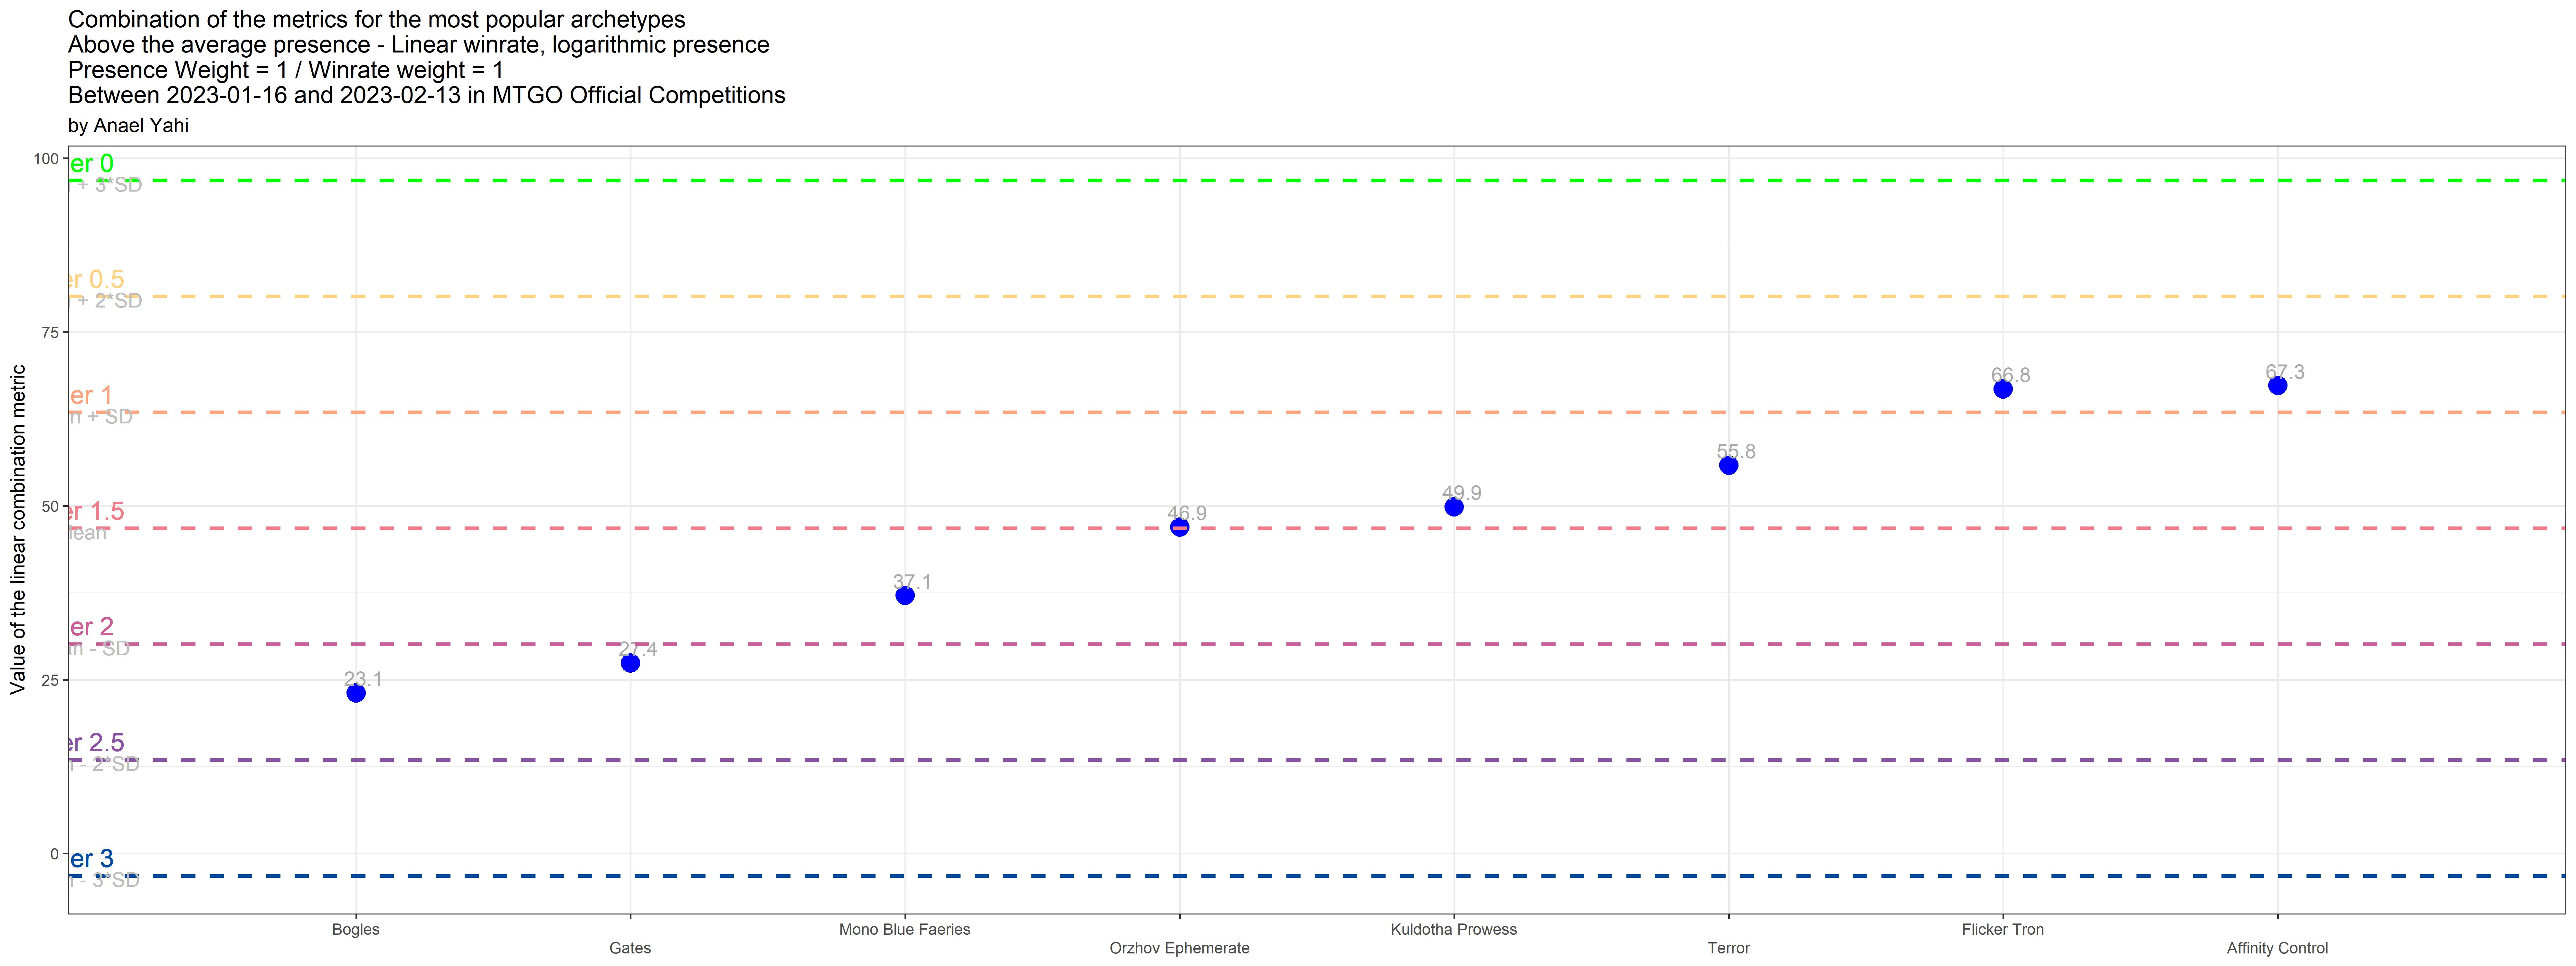 Combination of the metrics for the most popular archetypes
Above the average presence - Linear winrate, logarithmic presence
Presence Weight = 1 / Winrate weight = 1
Between 2023-01-16 and 2023-02-13 in MTGO Official Competitions
by Anael Yahi
Value of the linear combination metric
100
er 0
+ 3*SD
er 0.5
+ 2*SD
75
er 1
+ SD
66.8
67.3
55.8
50
er 1.5
ean
46.9
49.9
37.1
er 2
- SD
27.4
25
23.1
er 2.5
- 2*SD
0
er 3
- 3*SD
Bogles
Gates
Mono Blue Faeries
Orzhov Ephemerate
Kuldotha Prowess
Terror
Flicker Tron
Affinity Control